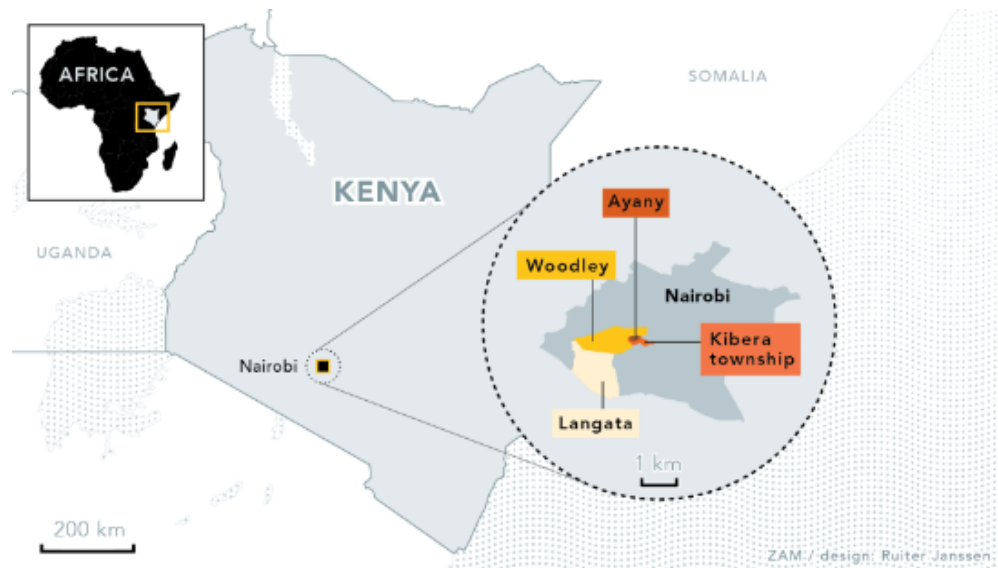 AFRICA
SOMALIA
KENYA
Ayany
UGANDA
Woodley
Nairobi
Kibera
township
Nairobi
Langata
1 km
200 km
ZAM / design: Ruiter Janssen